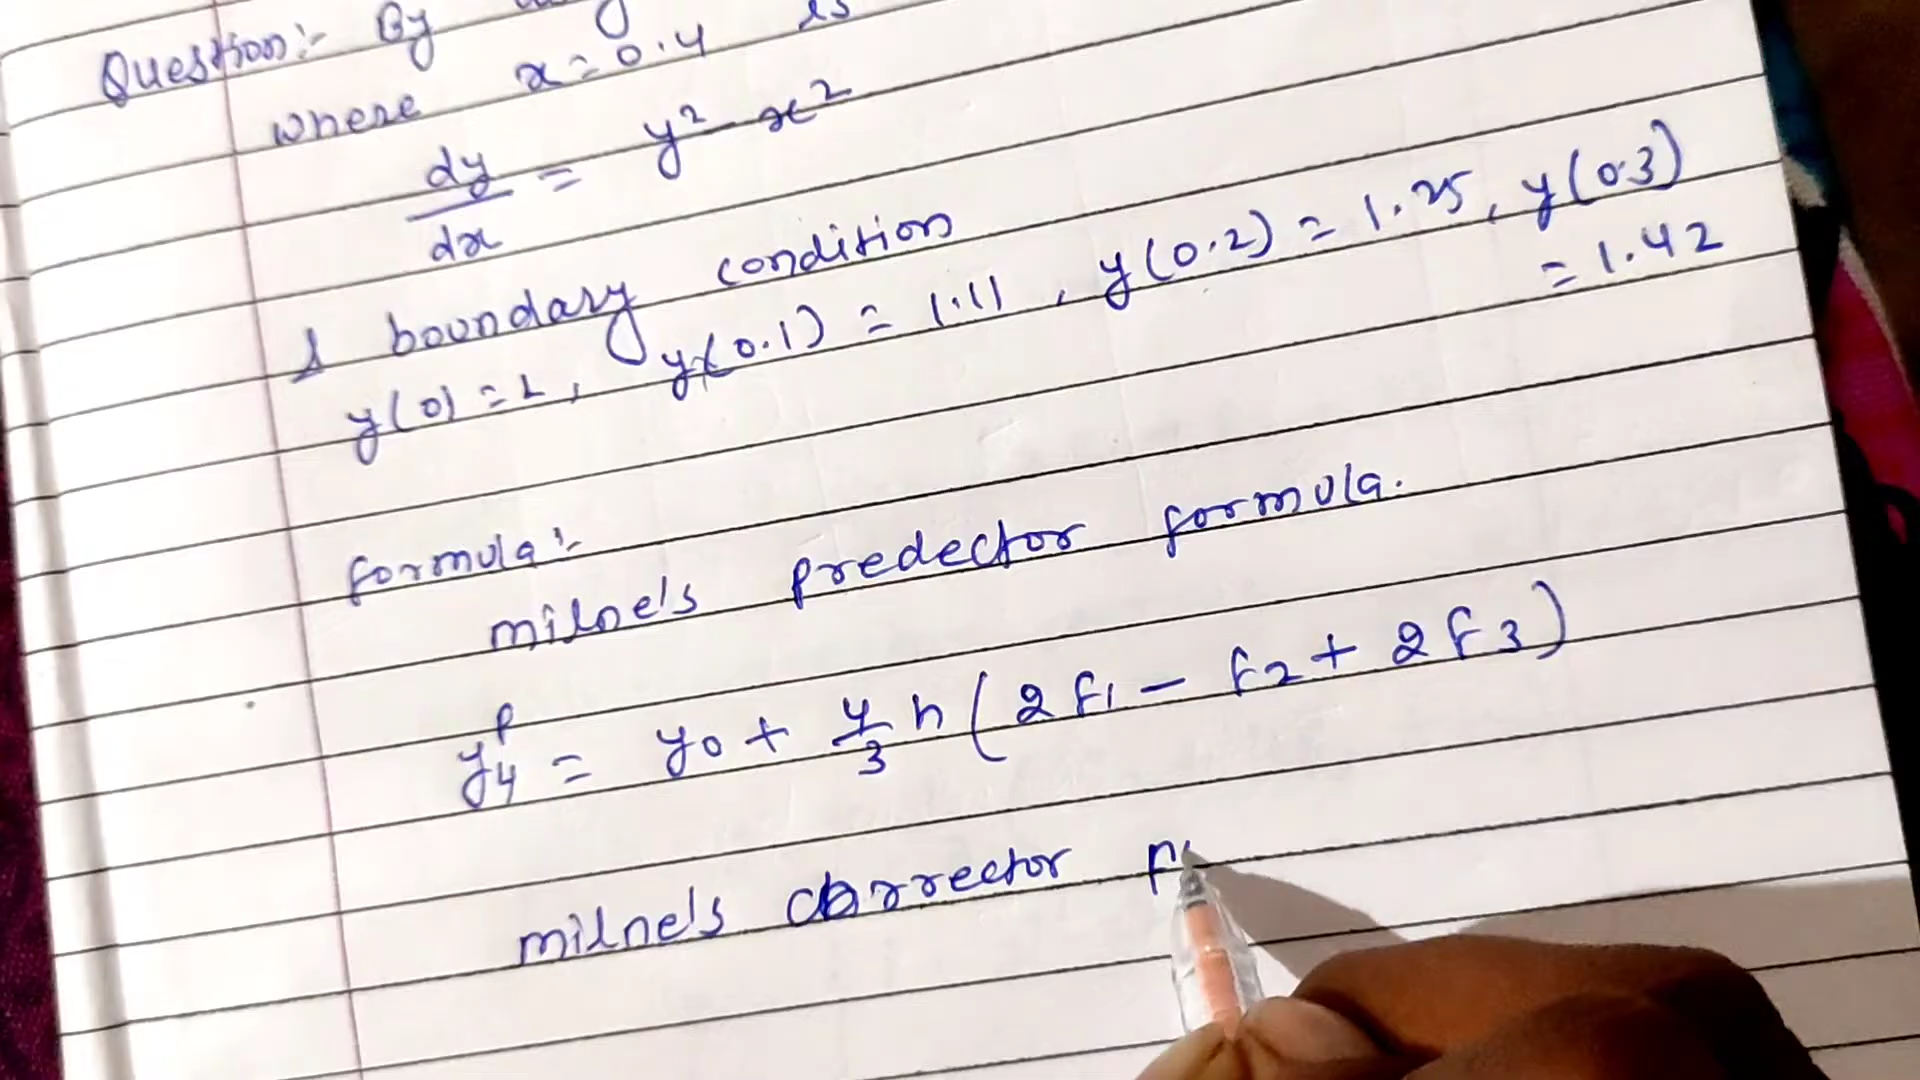 Question:- By
where x=0.4 is
dy/dx = y² - x²
& boundary condition
y(0)=1, y(0.1) = 1.11, y(0.2) = 1.25, y(0.3)
= 1.42
formula:-
milne's predector formula.
y₄ᵖ = y₀ + 4/3 h (2f₁ - f₂ + 2f₃)
milne's corrector